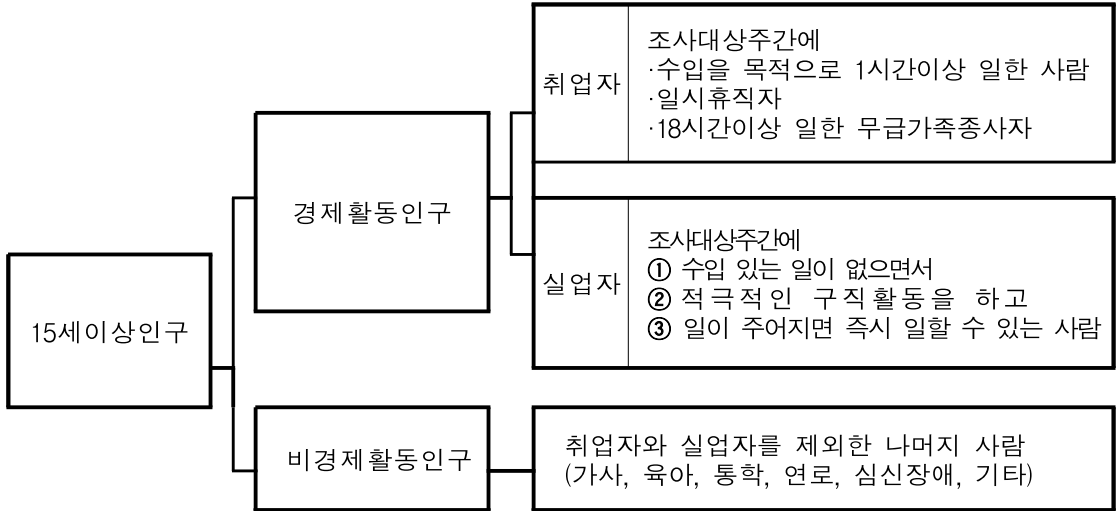 15세이상인구
경제활동인구
취업자
조사대상주간에
·수입을 목적으로 1시간이상 일한 사람
·일시휴직자
·18시간이상 일한 무급가족종사자
실업자
조사대상주간에
① 수입 있는 일이 없으면서
② 적극적인 구직활동을 하고
③ 일이 주어지면 즉시 일할 수 있는 사람
비경제활동인구
취업자와 실업자를 제외한 나머지 사람
(가사, 육아, 통학, 연로, 심신장애, 기타)